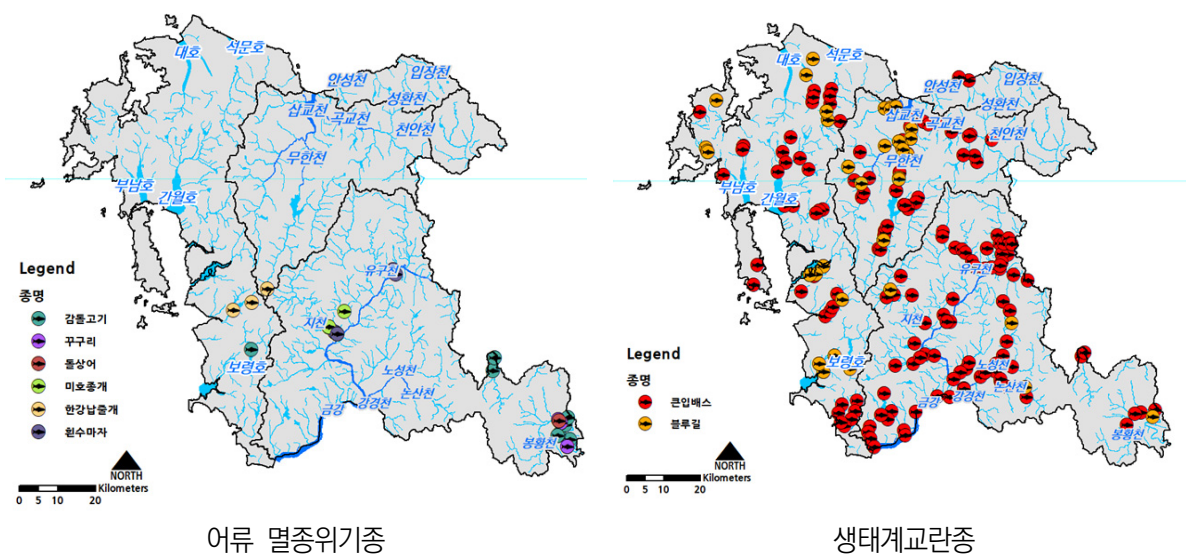 대호
석문호
안성천
입장천
성환천
삽교천
곡교천
천안천
무한천
부남호
간월호
유구천
지천
보령호
노성천
논산천
강경천
금강
봉황천
Legend
종명
감돌고기
꾸구리
돌상어
미호종개
한강납줄개
흰수마자
NORTH
Kilometers
0 5 10 20
어류 멸종위기종
대호
석문호
안성천
입장천
성환천
삽교천
곡교천
천안천
무한천
부남호
간월호
유구천
지천
보령호
노성천
논산천
강경천
금강
봉황천
Legend
종명
큰입배스
블루길
NORTH
Kilometers
0 5 10 20
생태계교란종